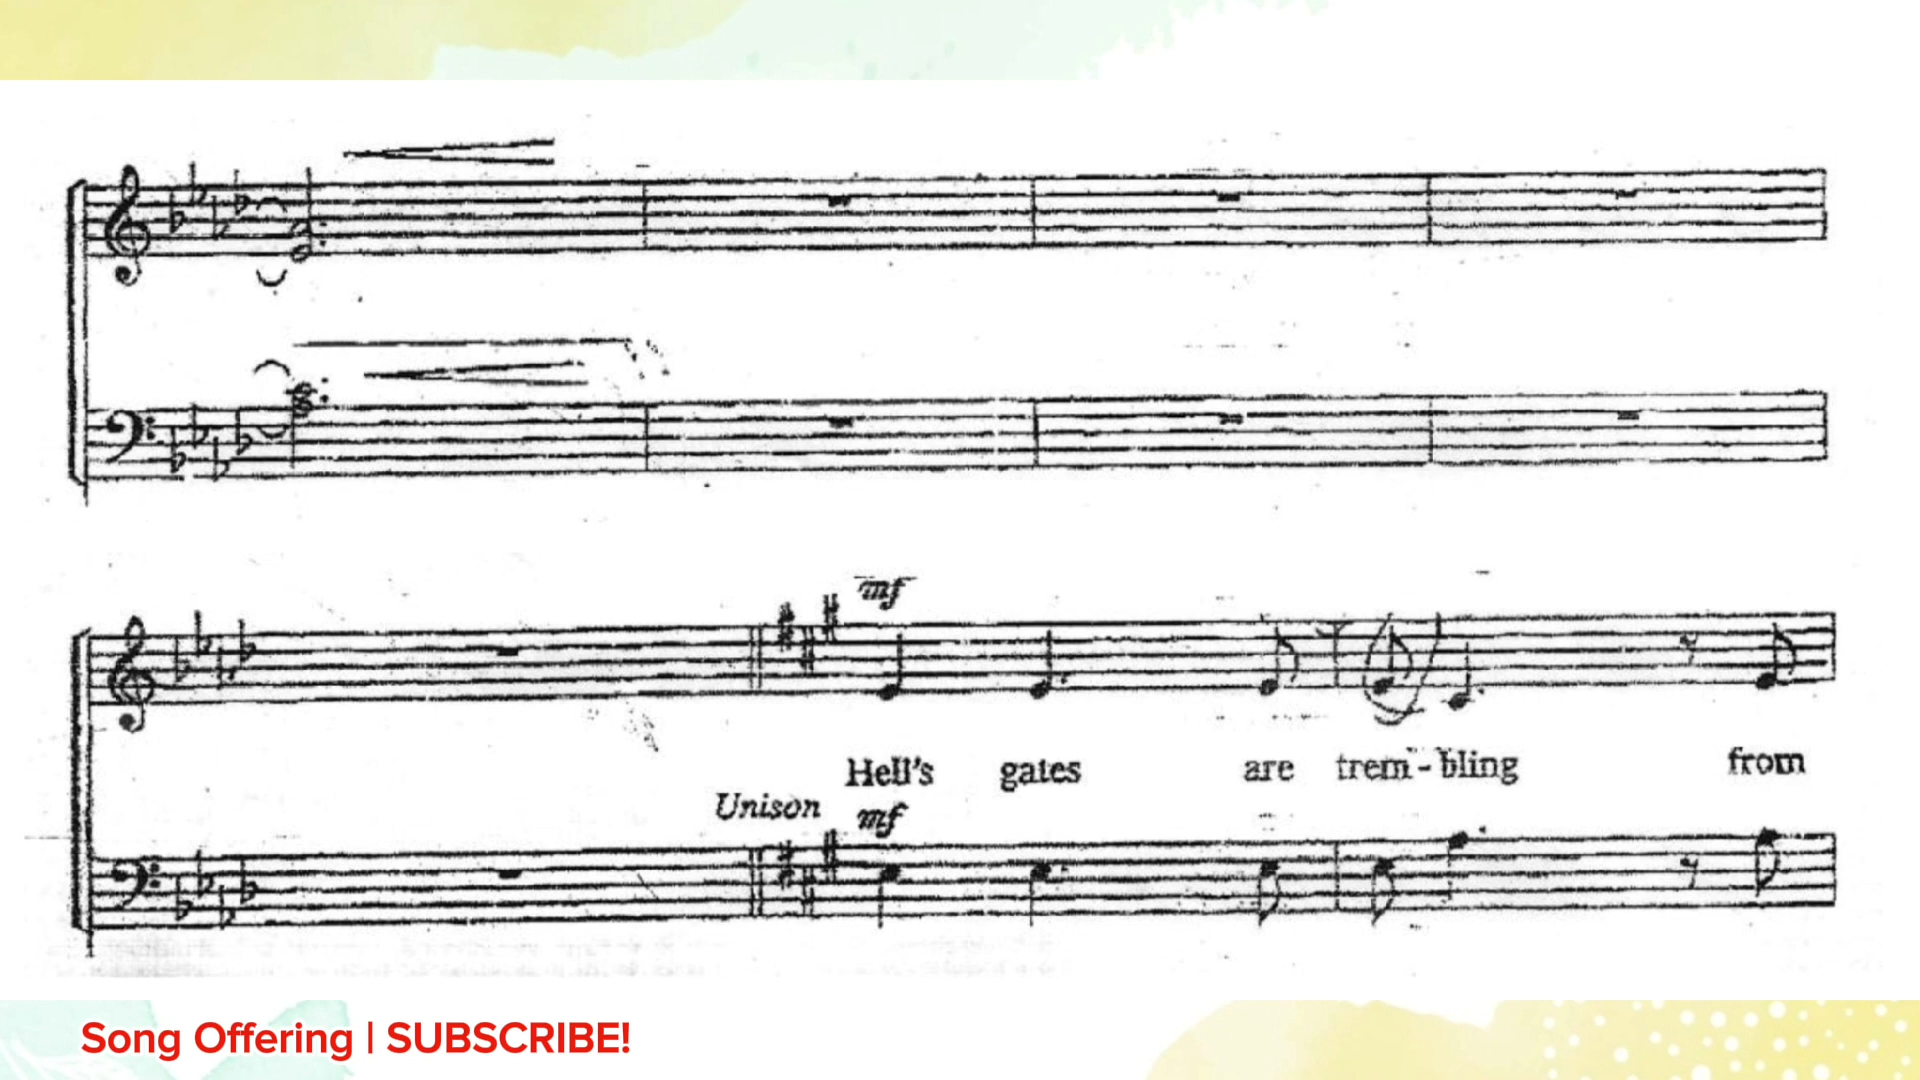 mf
Hell's gates are trem-bling from
Unison mf
Song Offering | SUBSCRIBE!